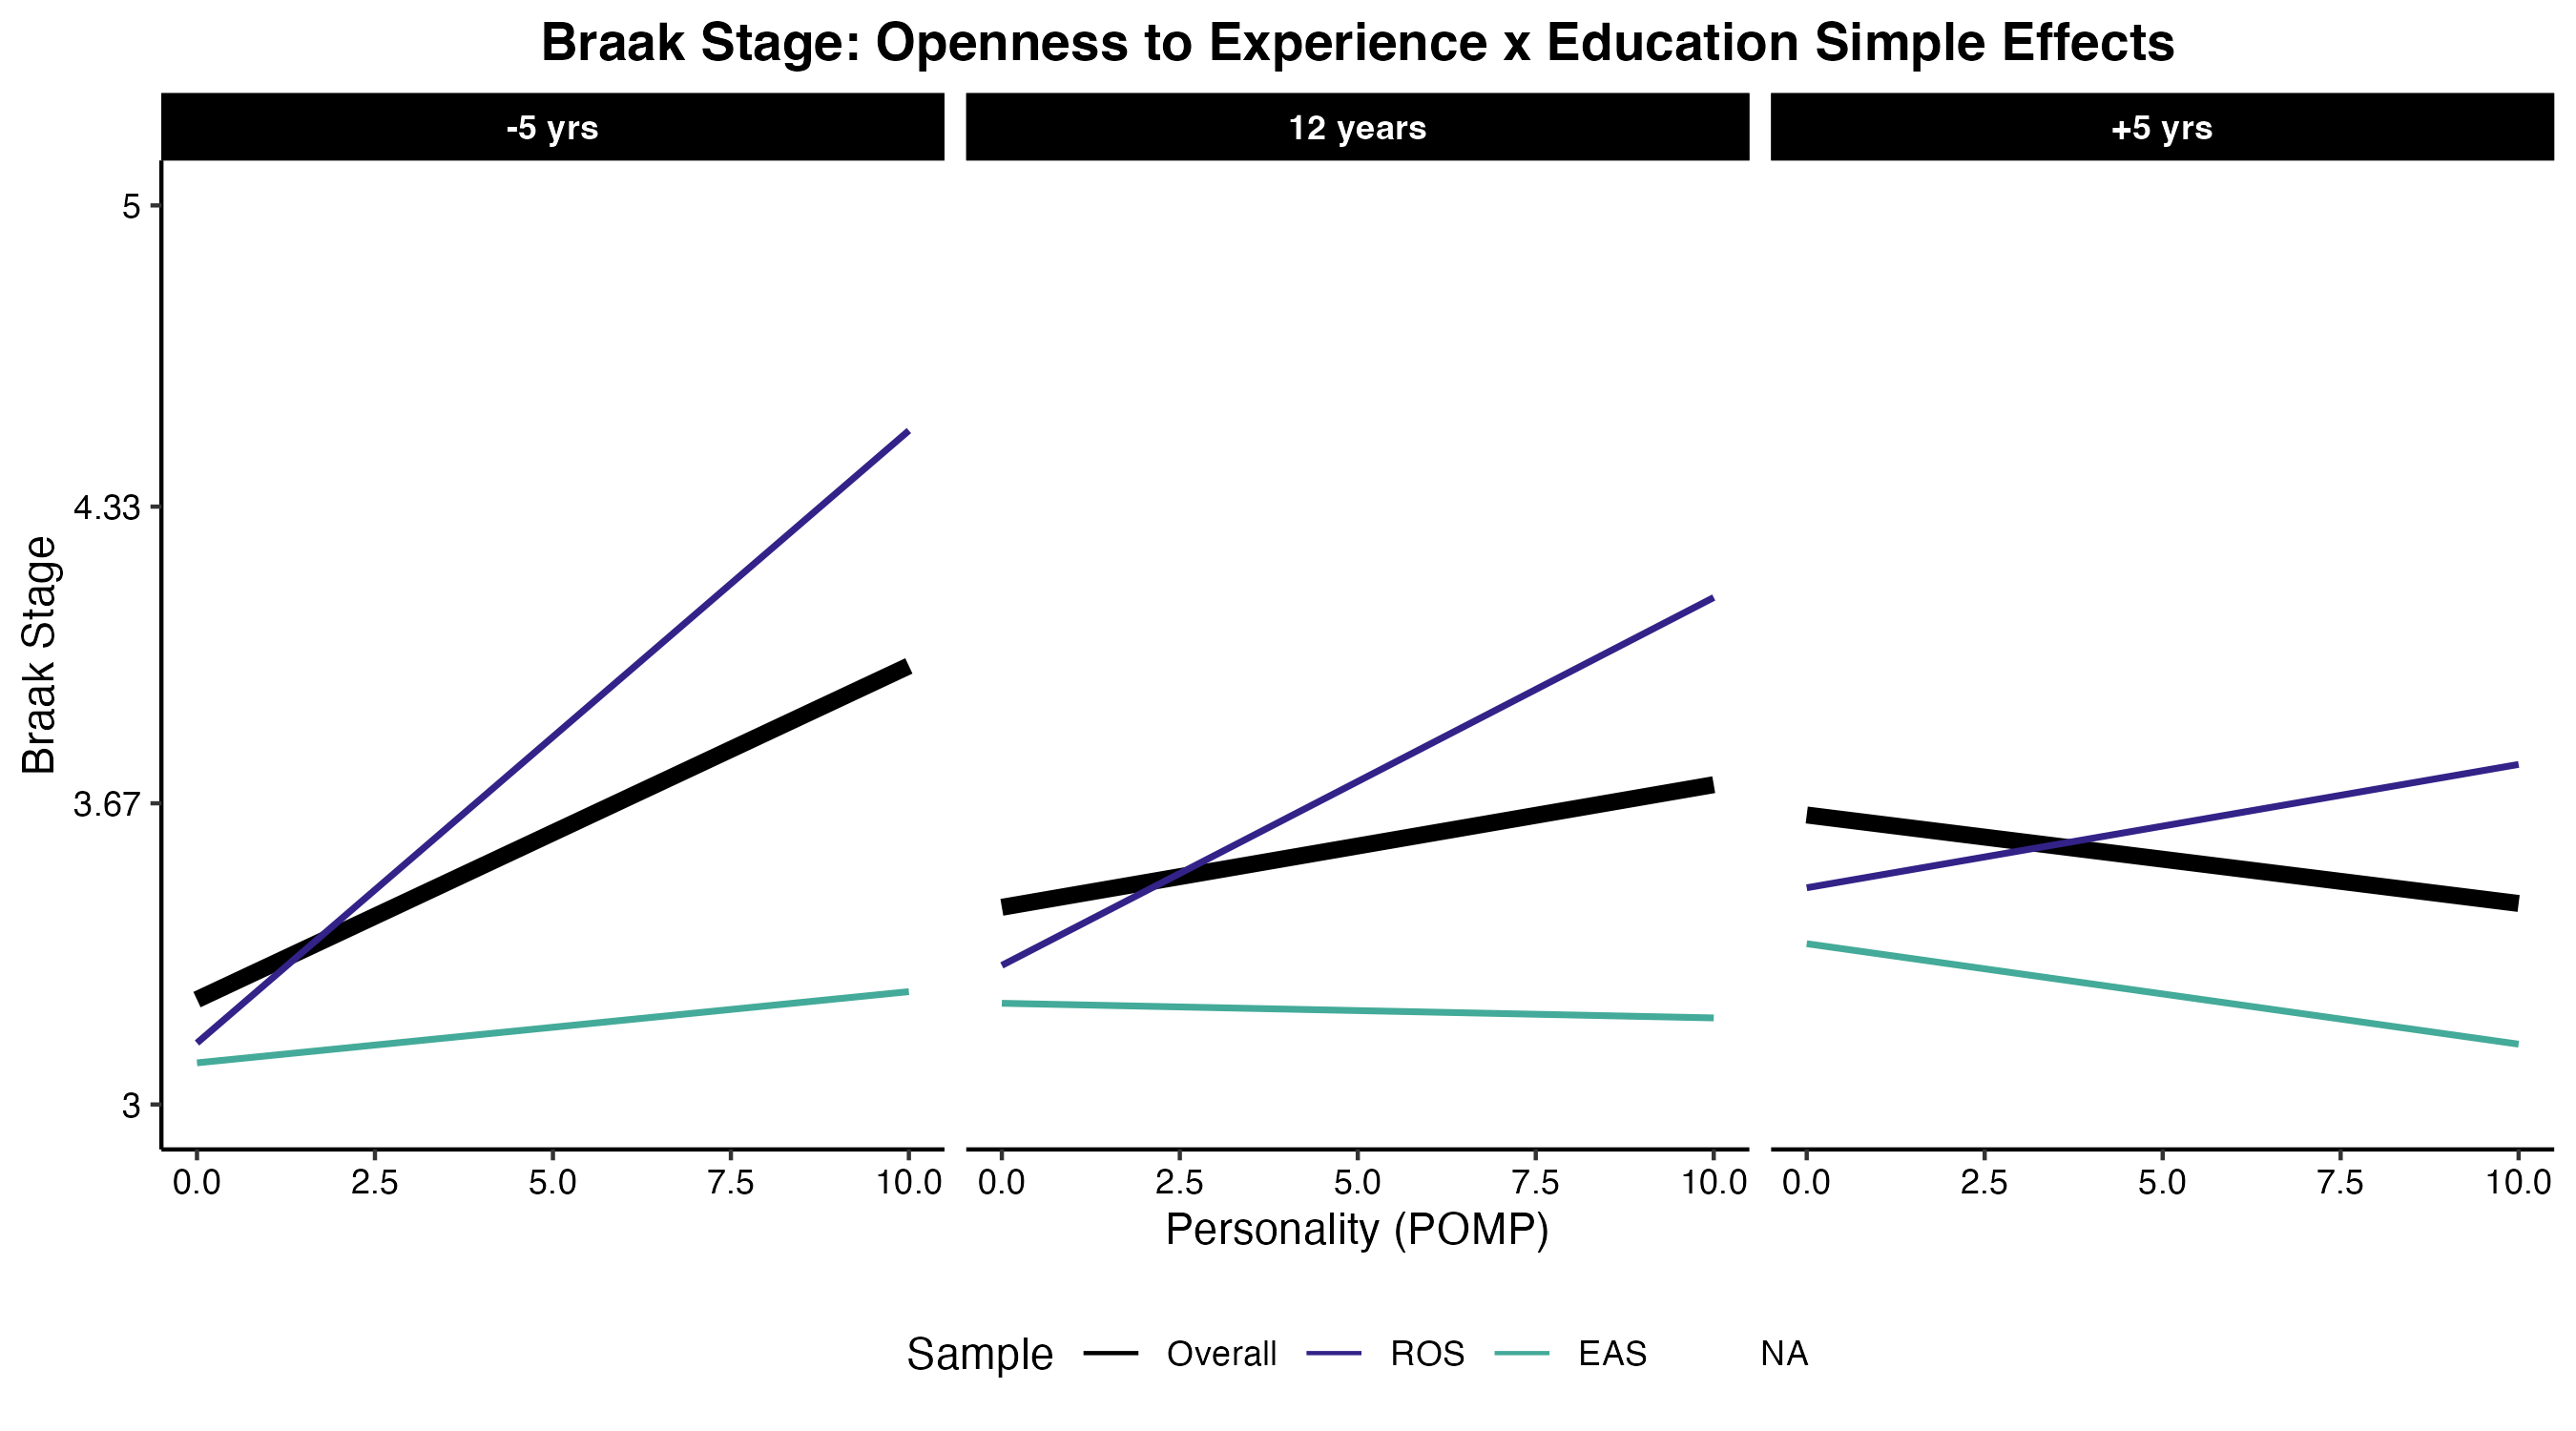 Braak Stage: Openness to Experience x Education Simple Effects
-5 yrs
12 years
+5 yrs
Braak Stage
5
4.33
3.67
3
0.0 2.5 5.0 7.5 10.0
0.0 2.5 5.0 7.5 10.0
0.0 2.5 5.0 7.5 10.0
Personality (POMP)
Sample Overall ROS EAS NA